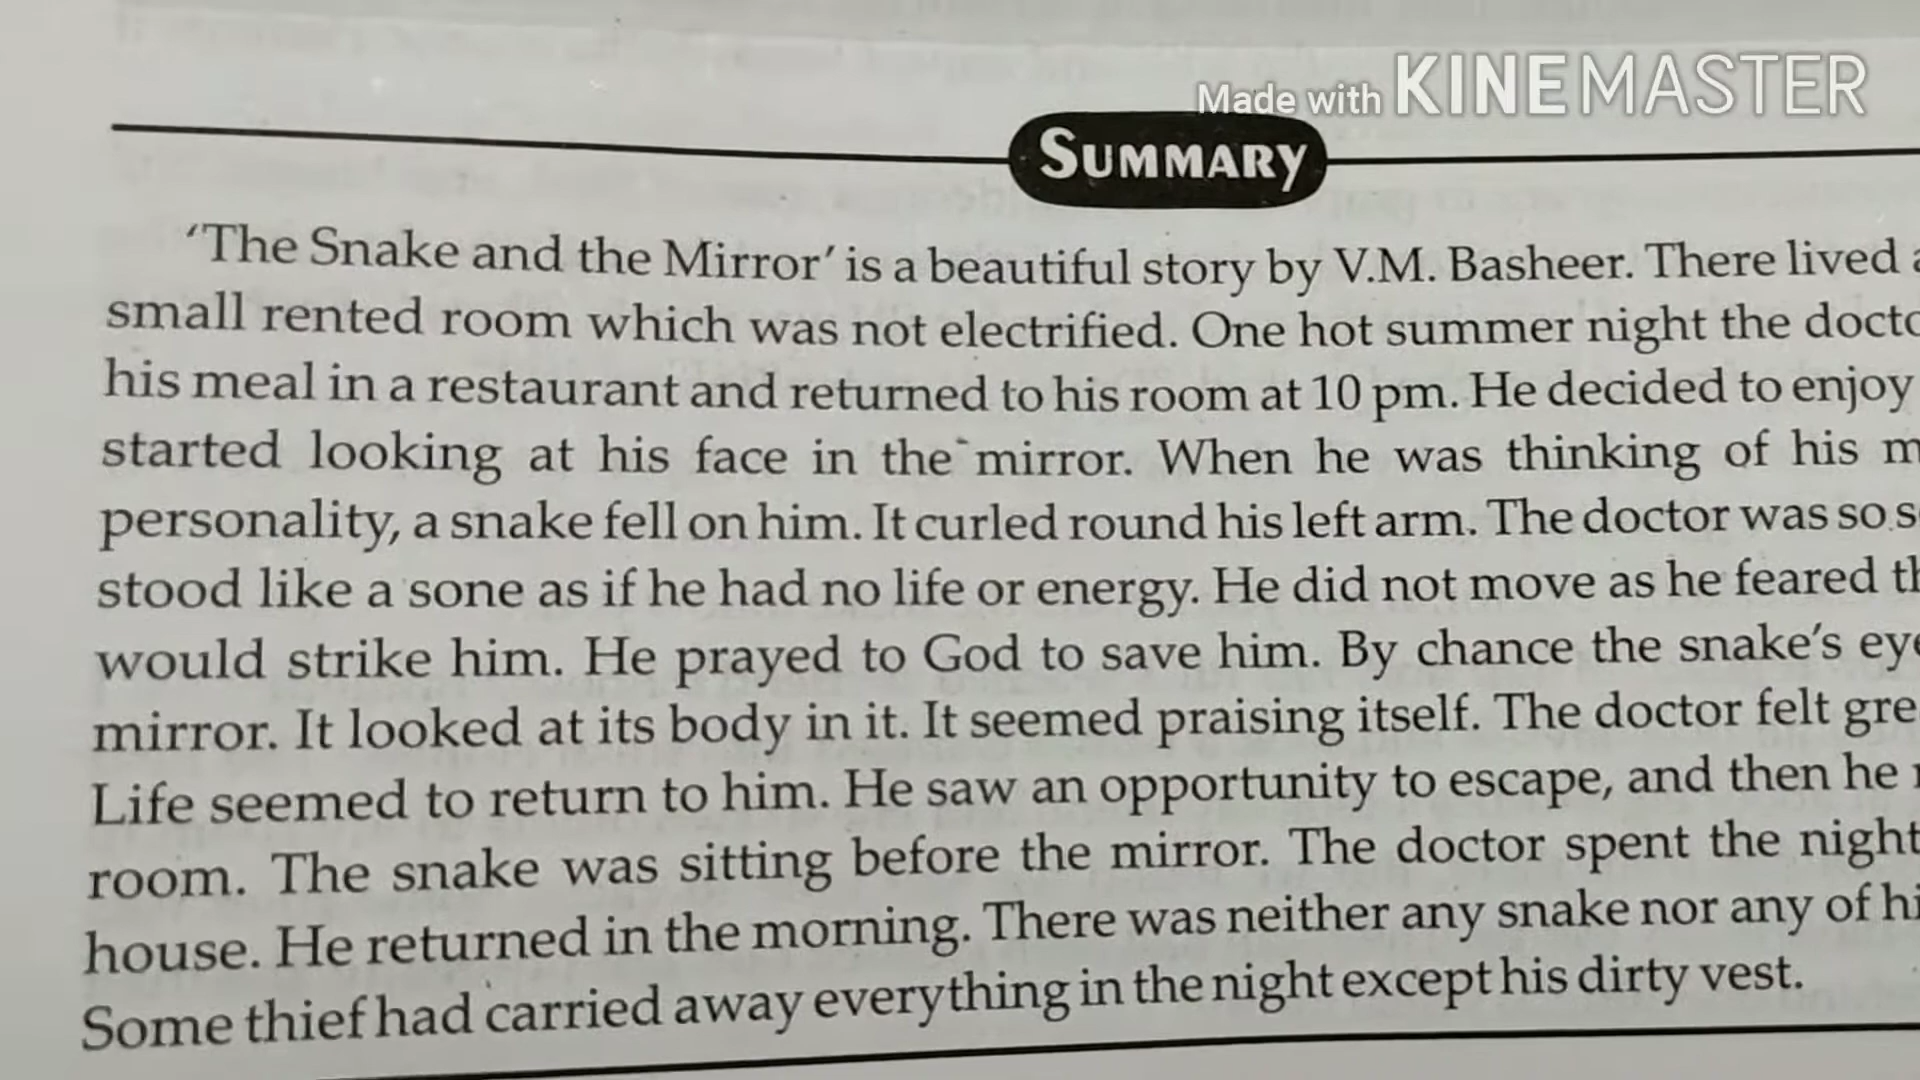 Made with KINEMASTER
SUMMARY
‘The Snake and the Mirror’ is a beautiful story by V.M. Basheer. There lived
small rented room which was not electrified. One hot summer night the
his meal in a restaurant and returned to his room at 10 pm. He decided to enjoy
started looking at his face in the mirror. When he was thinking of his
personality, a snake fell on him. It curled round his left arm. The doctor was so
stood like a sone as if he had no life or energy. He did not move as he feared
would strike him. He prayed to God to save him. By chance the snake’s
mirror. It looked at its body in it. It seemed praising itself. The doctor felt
Life seemed to return to him. He saw an opportunity to escape, and then he
room. The snake was sitting before the mirror. The doctor spent the night
house. He returned in the morning. There was neither any snake nor any of
Some thief had carried away everything in the night except his dirty vest.